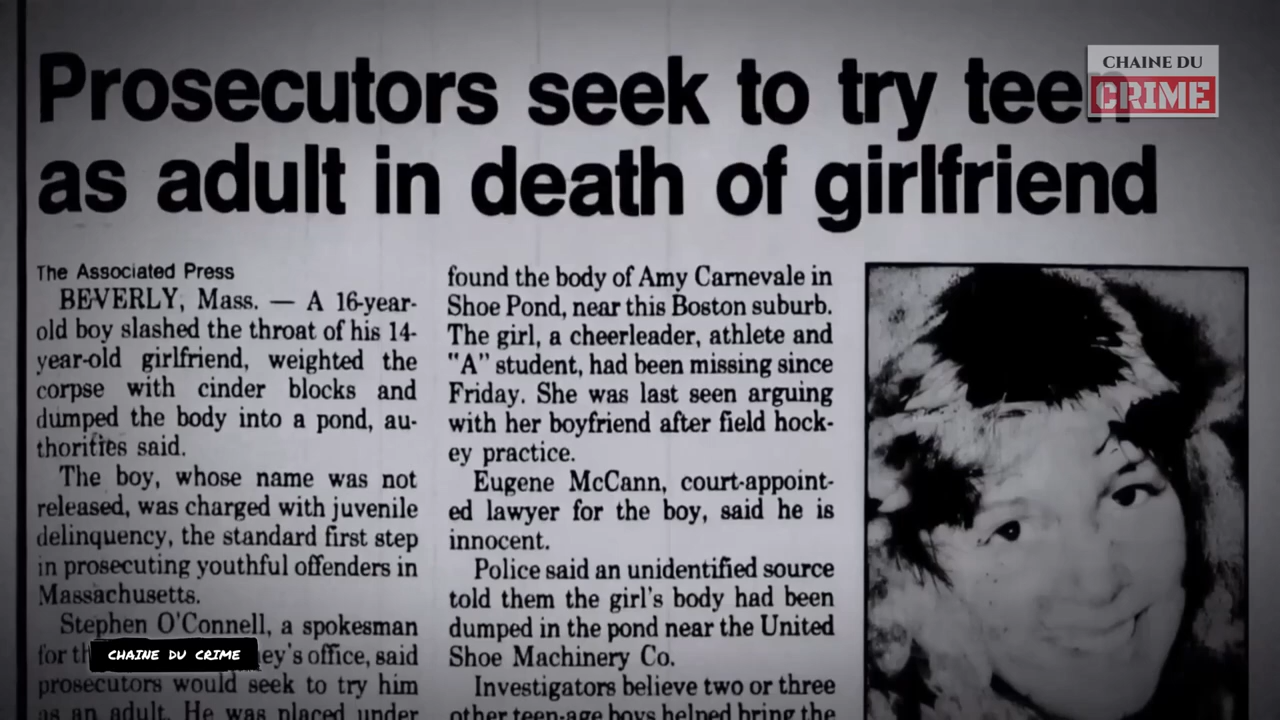 Prosecutors seek to try teen
as adult in death of girlfriend
CHAINE DU
CRIME
The Associated Press
BEVERLY, Mass. — A 16-year-
old boy slashed the throat of his 14-
year-old girlfriend, weighted the
corpse with cinder blocks and
dumped the body into a pond, au-
thorities said.
The boy, whose name was not
released, was charged with juvenile
delinquency, the standard first step
in prosecuting youthful offenders in
Massachusetts.
Stephen O'Connell, a spokesman
for th ey's office, said
prosecutors would seek to try him
as an adult. He was placed under
found the body of Amy Carnevale in
Shoe Pond, near this Boston suburb.
The girl, a cheerleader, athlete and
"A" student, had been missing since
Friday. She was last seen arguing
with her boyfriend after field hock-
ey practice.
Eugene McCann, court-appoint-
ed lawyer for the boy, said he is
innocent.
Police said an unidentified source
told them the girl's body had been
dumped in the pond near the United
Shoe Machinery Co.
Investigators believe two or three
other teen-age boys helped bring the
CHAINE DU CRIME